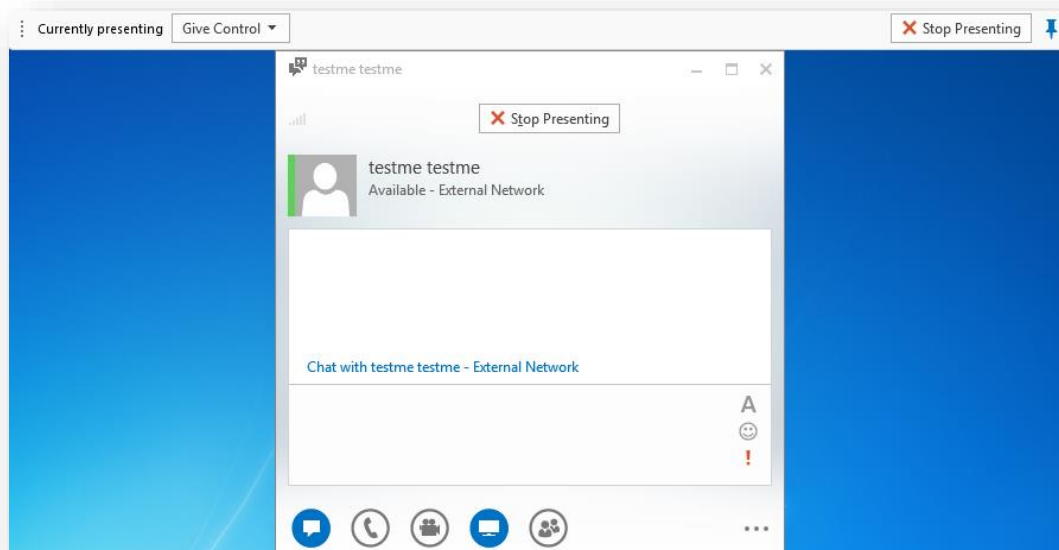 Currently presenting Give Control Stop Presenting
testme testme
Stop Presenting
testme testme
Available - External Network
Chat with testme testme - External Network
A
!